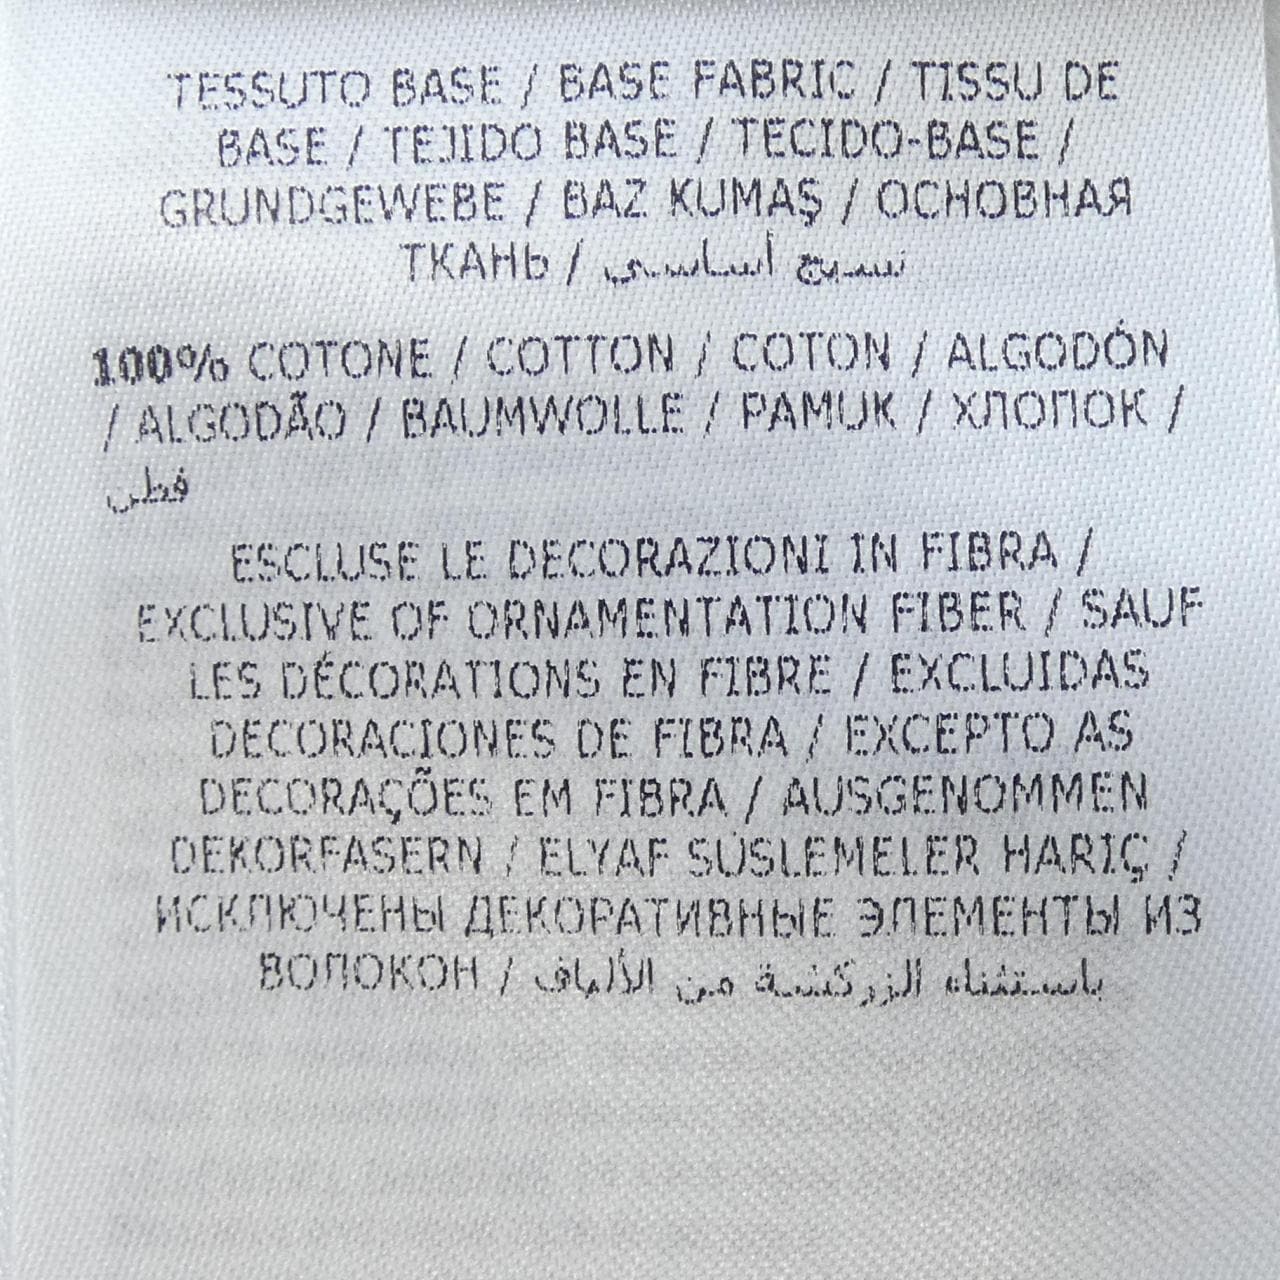 TESSUTO BASE / BASE FABRIC / TISSU DE
BASE / TEJIDO BASE / TECIDO-BASE /
GRUNDGEWEBE / BAZ KUMAŞ / ОСНОВНАЯ
ТКАНЬ / نسيج أساسي
100% COTONE / COTTON / COTON / ALGODÓN
/ ALGODÃO / BAUMWOLLE / PAMUK / ХЛОПОК /
قطن
ESCLUSE LE DECORAZIONI IN FIBRA /
EXCLUSIVE OF ORNAMENTATION FIBER / SAUF
LES DÉCORATIONS EN FIBRE / EXCLUIDAS
DECORACIONES DE FIBRA / EXCEPTO AS
DECORAÇÕES EM FIBRA / AUSGENOMMEN
DEKORFASERN / ELYAF SÜSLEMELER HARIÇ /
ИСКЛЮЧЕНЫ ДЕКОРАТИВНЫЕ ЭЛЕМЕНТЫ ИЗ
ВОЛОКОН / باستثناء الزركشة من الألياف